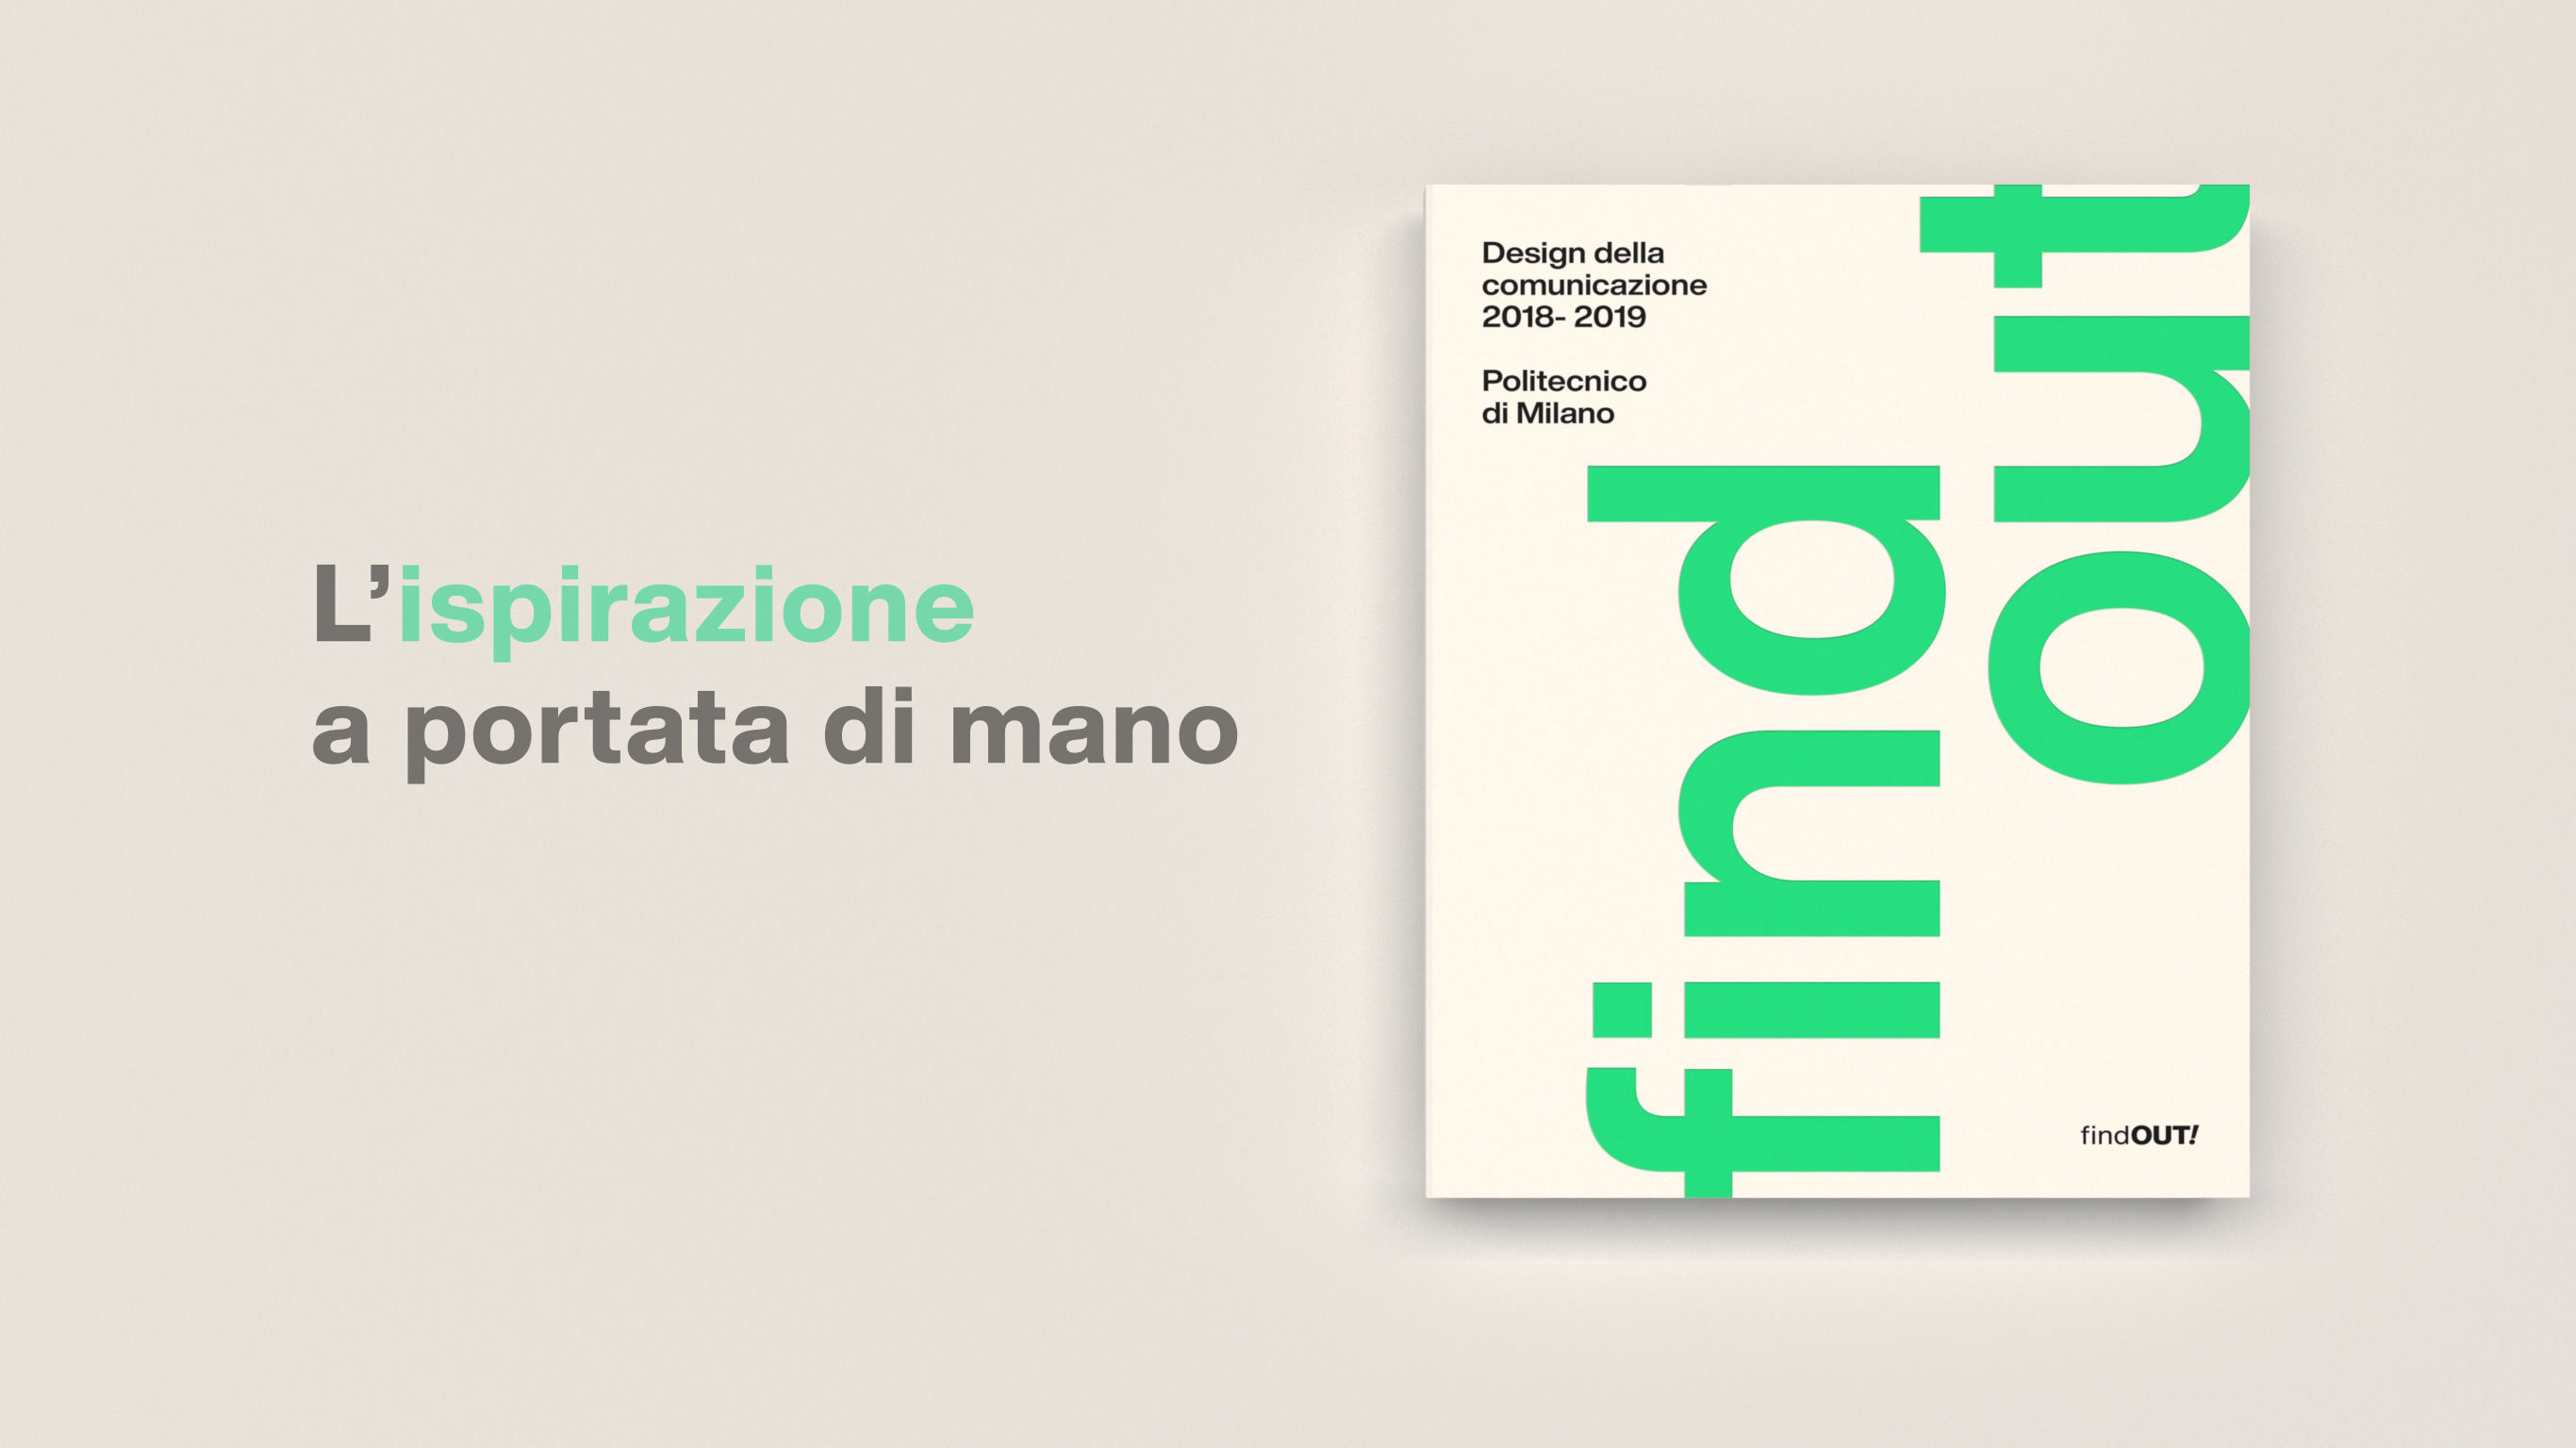 L’ispirazione
a portata di mano
Design della
comunicazione
2018- 2019
Politecnico
di Milano
find
out
findOUT!